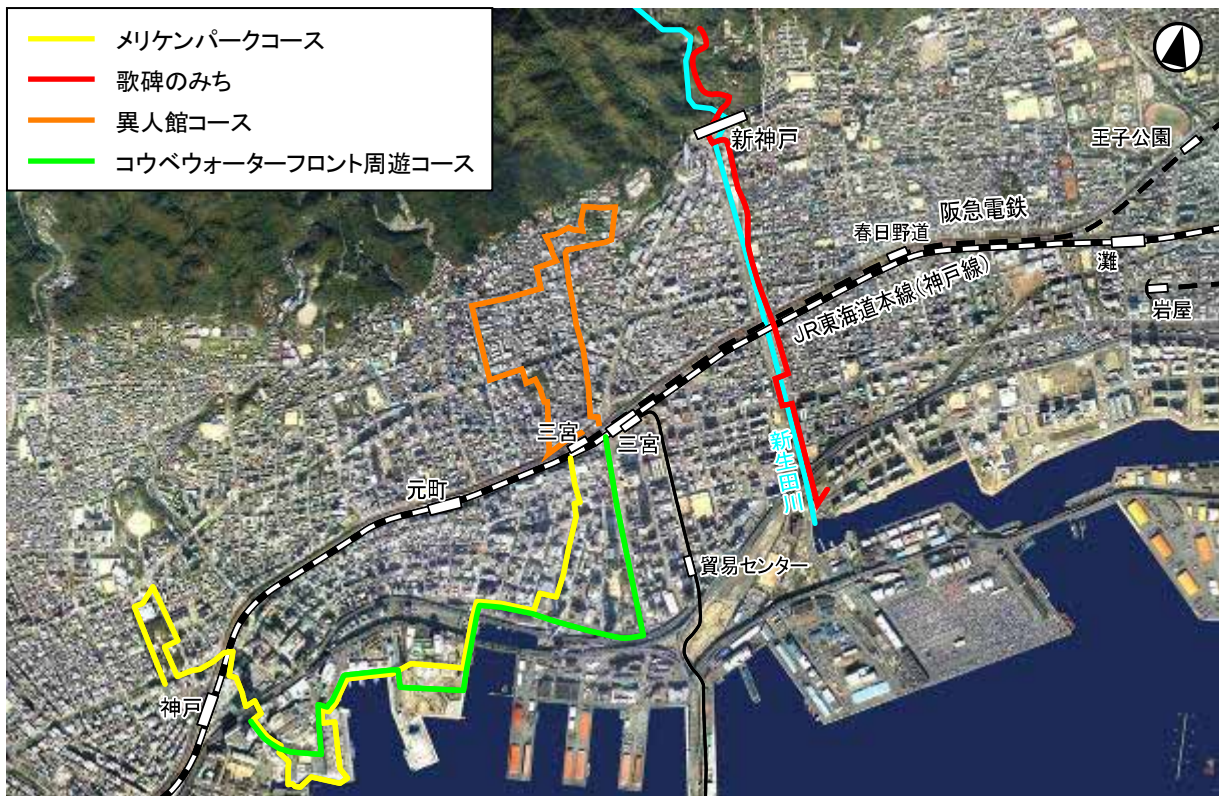 メリケンパークコース
歌碑のみち
異人館コース
コウベウォーターフロント周遊コース
新神戸
王子公園
阪急電鉄
春日野道
灘
JR東海道本線(神戸線)
岩屋
三宮
三宮
新生田川
元町
貿易センター
神戸